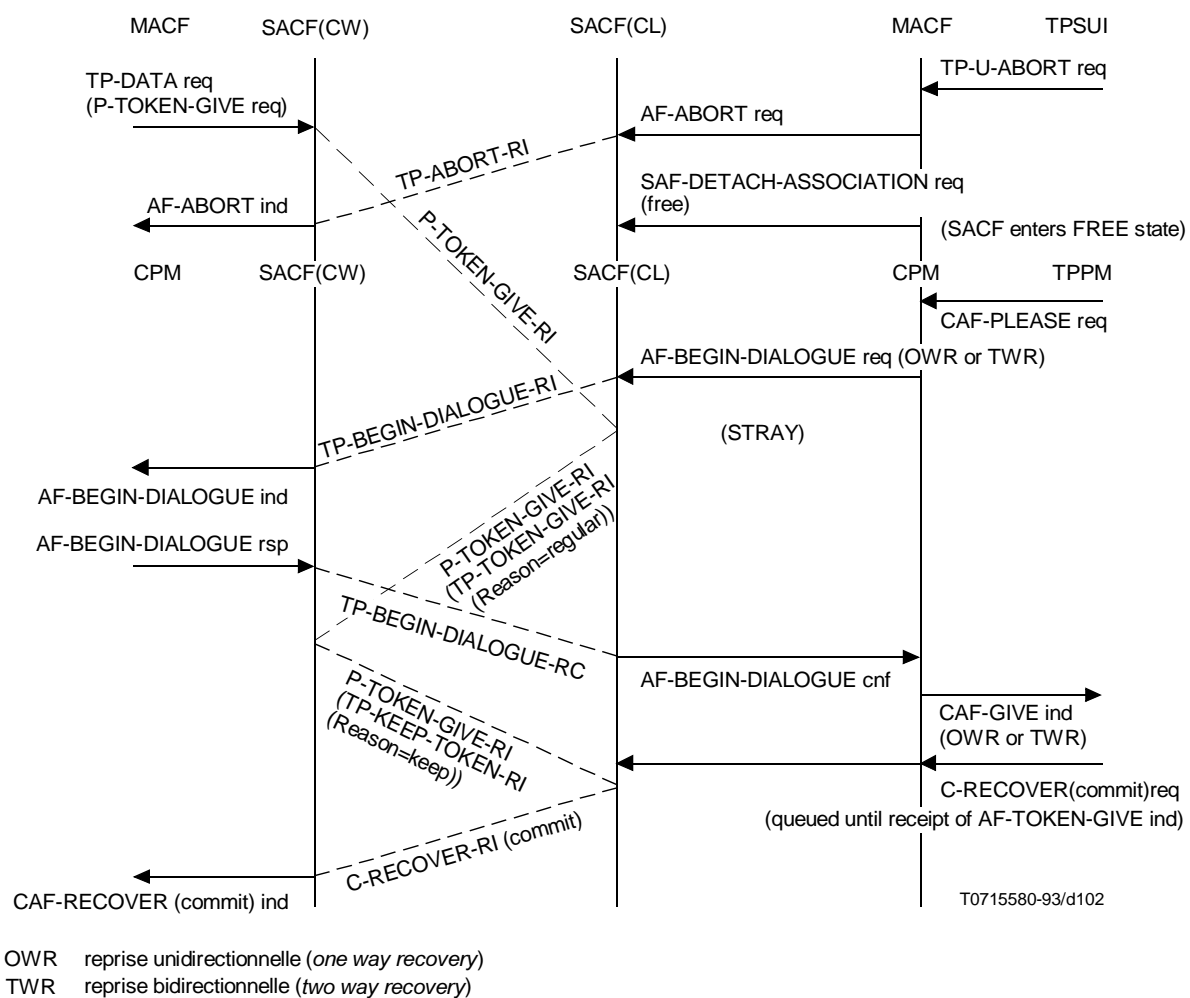 MACF SACF(CW) SACF(CL) MACF TPSUI
TP-U-ABORT req
TP-DATA req
(P-TOKEN-GIVE req)
AF-ABORT req
TP-ABORT-RI
SAF-DETACH-ASSOCIATION req
(free)
AF-ABORT ind
P-TOKEN-GIVE-RI
(SACF enters FREE state)
CPM SACF(CW) SACF(CL) CPM TPPM
CAF-PLEASE req
AF-BEGIN-DIALOGUE req (OWR or TWR)
TP-BEGIN-DIALOGUE-RI
(STRAY)
AF-BEGIN-DIALOGUE ind
P-TOKEN-GIVE-RI
(TP-TOKEN-GIVE-RI
(Reason=regular))
AF-BEGIN-DIALOGUE rsp
TP-BEGIN-DIALOGUE-RC
AF-BEGIN-DIALOGUE cnf
P-TOKEN-GIVE-RI
(TP-KEEP-TOKEN-RI
(Reason=keep))
CAF-GIVE ind
(OWR or TWR)
C-RECOVER(commit)req
(queued until receipt of AF-TOKEN-GIVE ind)
C-RECOVER-RI (commit)
CAF-RECOVER (commit) ind
T0715580-93/d102
OWR reprise unidirectionnelle (one way recovery)
TWR reprise bidirectionnelle (two way recovery)